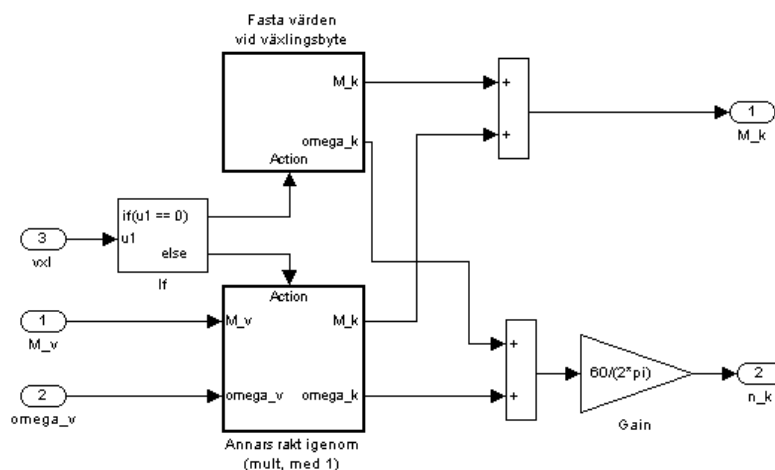 Fasta värden
vid växlingsbyte
M_k
omega_k
Action
+
+
1
M_k
if(u1 == 0)
u1
else
If
3
vxl
Action
M_v
M_k
omega_v
omega_k
Annars rakt igenom
(mult, med 1)
1
M_v
2
omega_v
+
+
60/(2*pi)
Gain
2
n_k